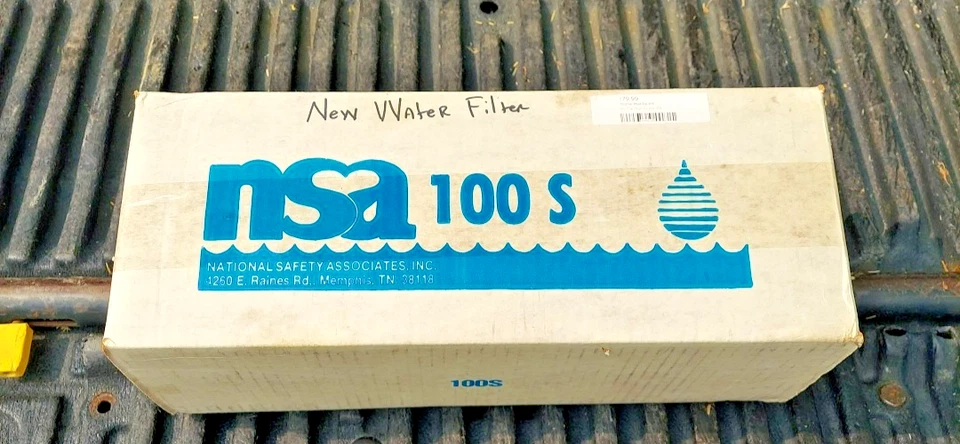 New Water Filter
nsa 100 S
NATIONAL SAFETY ASSOCIATES, INC.
4260 E. Raines Rd., Memphis, TN 38118
100S